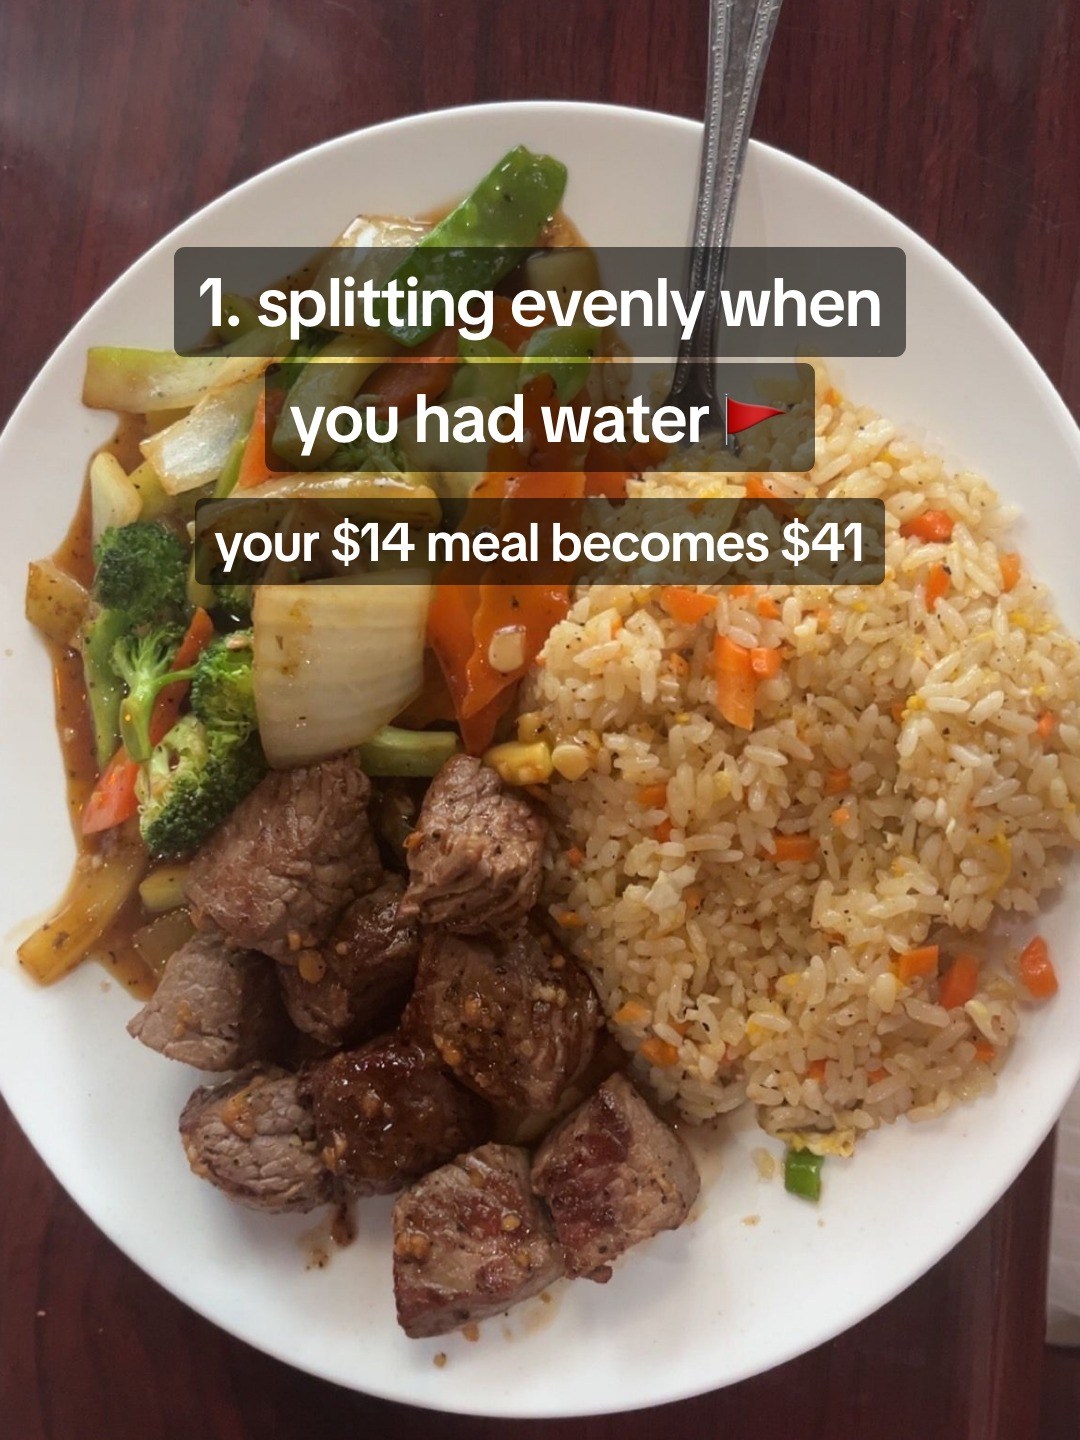 1. splitting evenly when
you had water 🚩
your $14 meal becomes $41